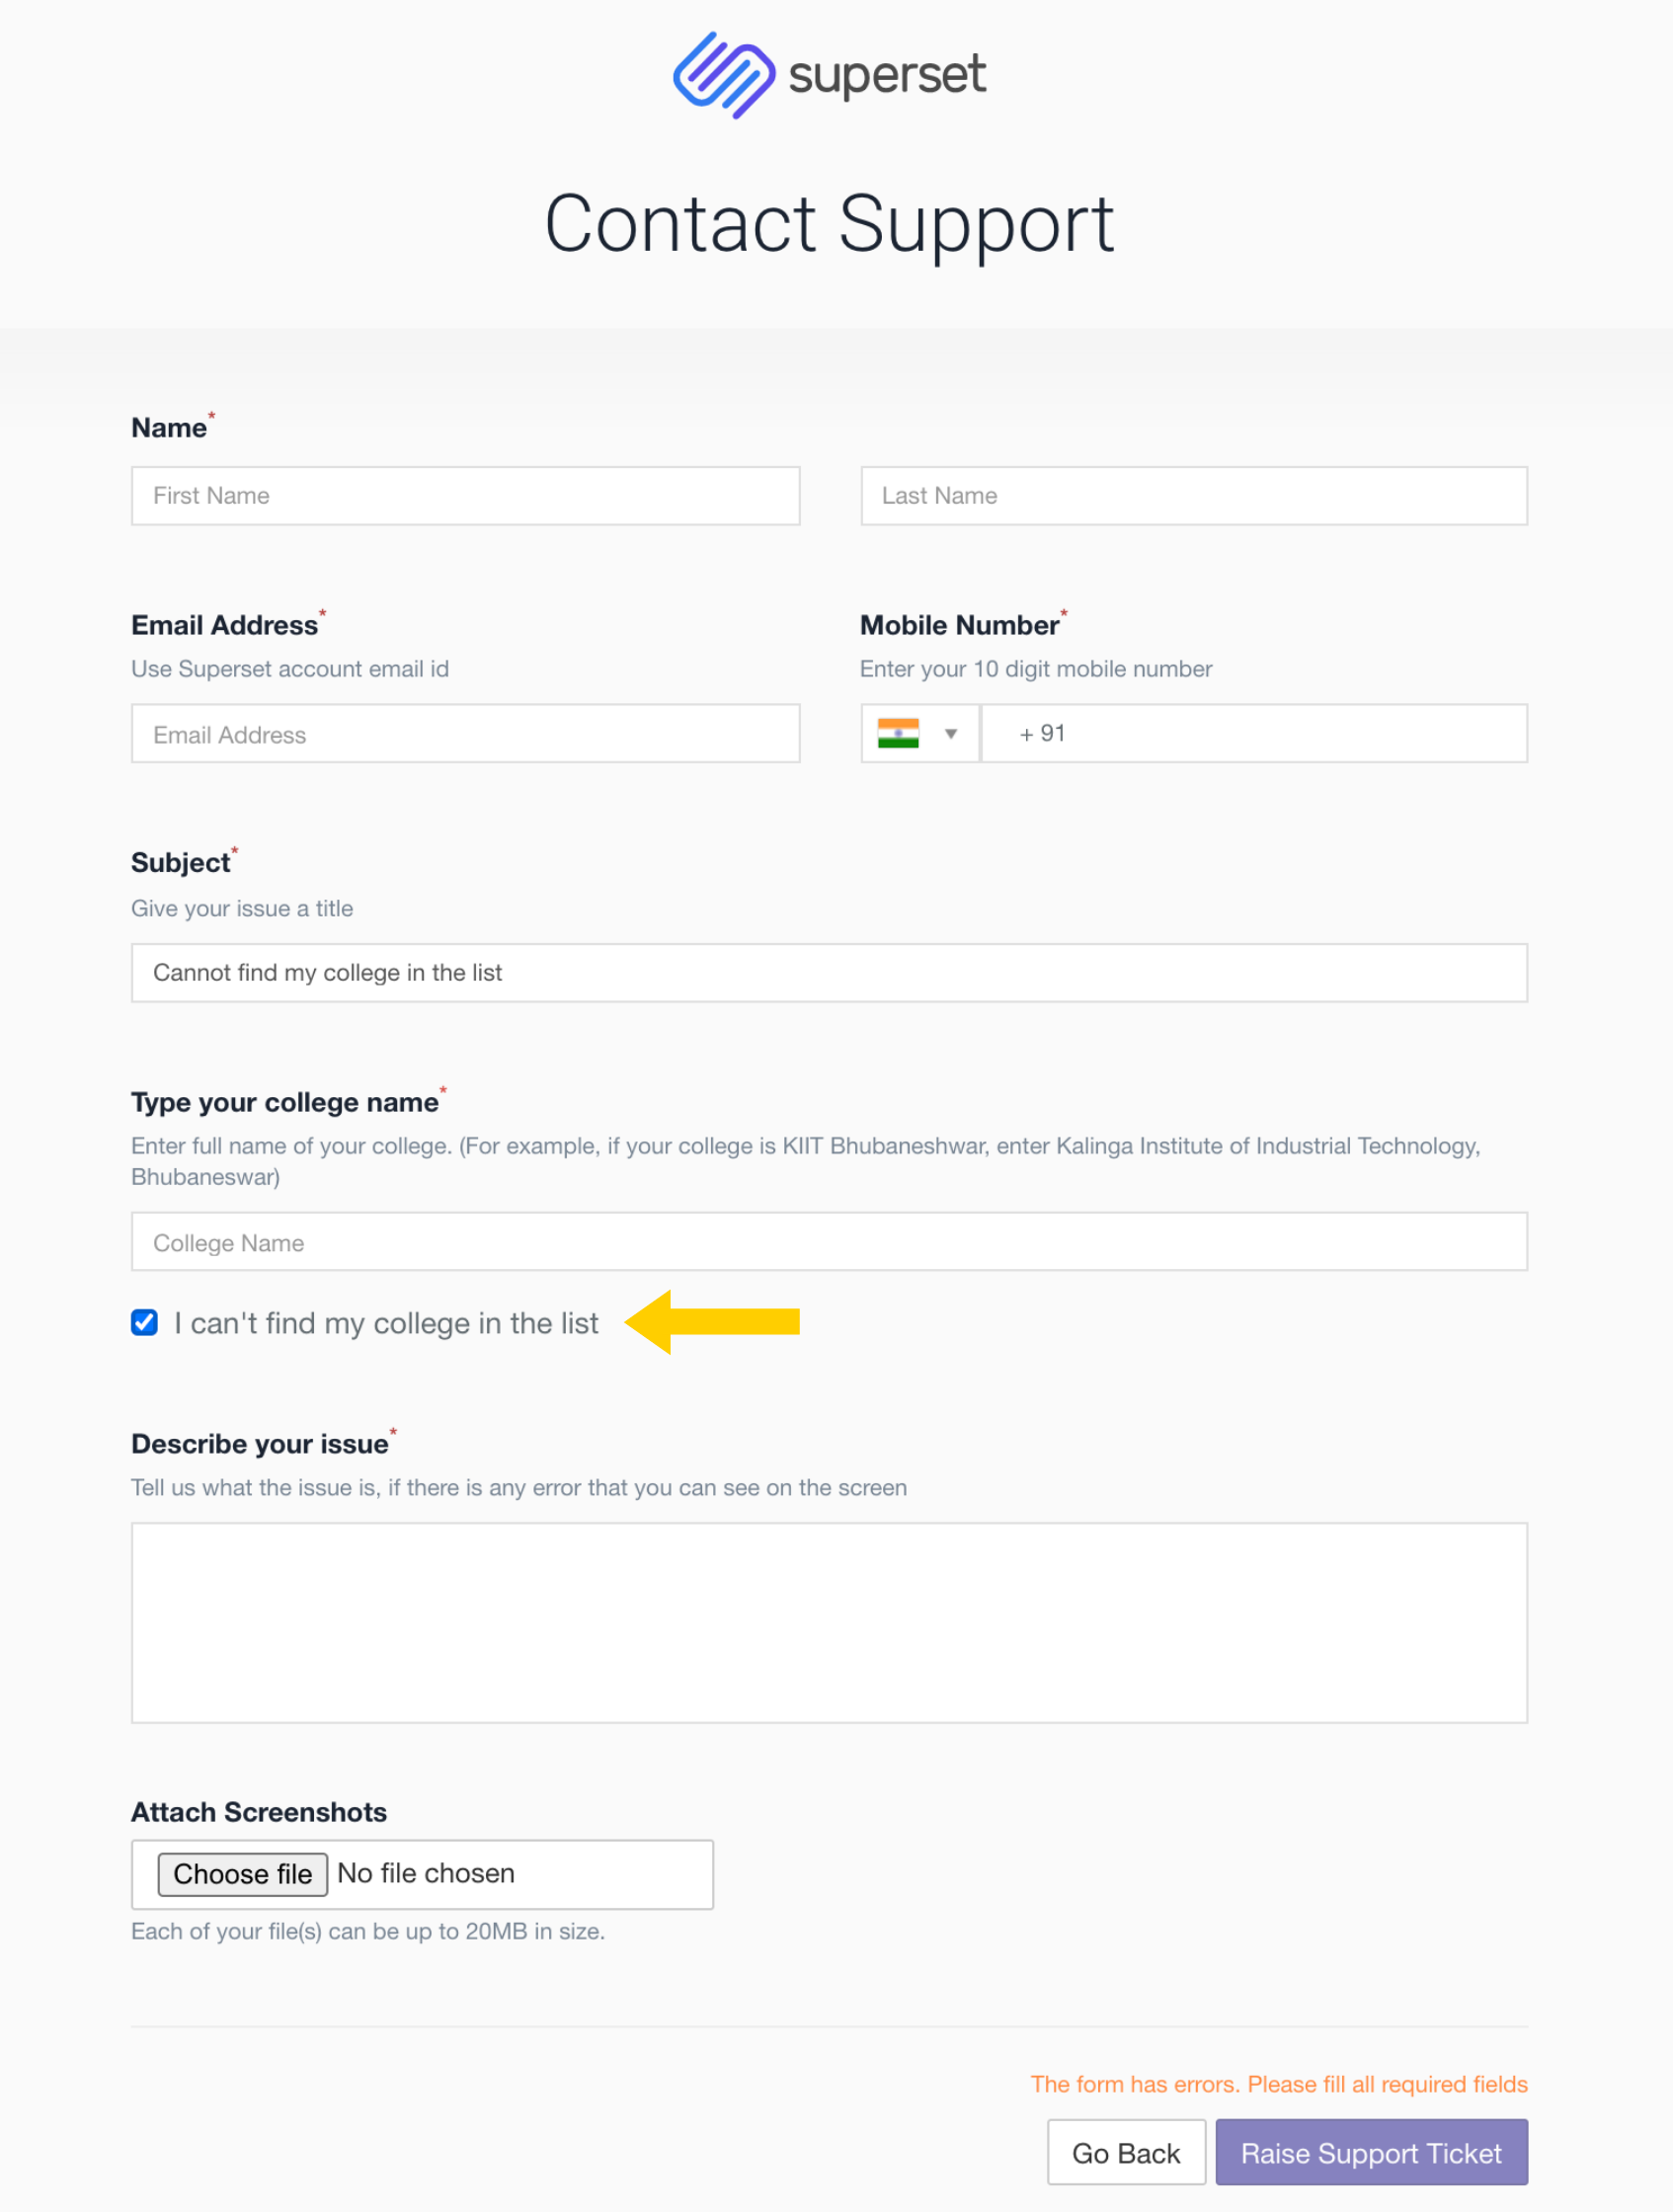 superset
Contact Support
Name*
First Name
Last Name
Email Address*
Mobile Number*
Use Superset account email id
Enter your 10 digit mobile number
Email Address
+ 91
Subject*
Give your issue a title
Cannot find my college in the list
Type your college name*
Enter full name of your college. (For example, if your college is KIIT Bhubaneshwar, enter Kalinga Institute of Industrial Technology,
Bhubaneswar)
College Name
I can't find my college in the list
Describe your issue*
Tell us what the issue is, if there is any error that you can see on the screen
Attach Screenshots
Choose file No file chosen
Each of your file(s) can be up to 20MB in size.
The form has errors. Please fill all required fields
Go Back
Raise Support Ticket